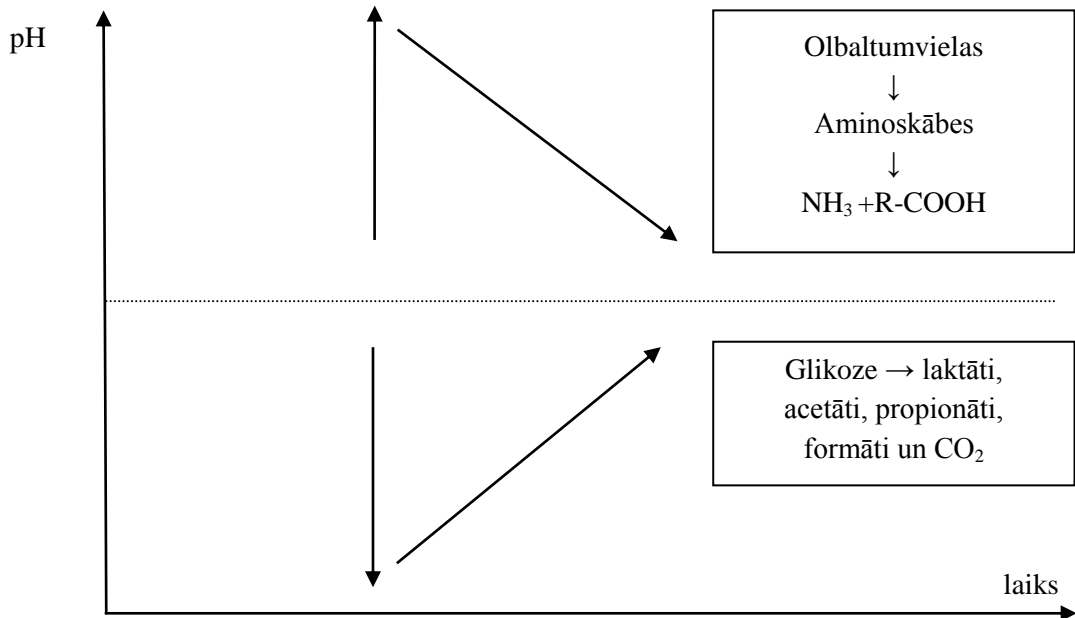 pH
Olbaltumvielas
↓
Aminoskābes
↓
NH₃ +R-COOH
Glikoze → laktāti,
acetāti, propionāti,
formāti un CO₂
laiks